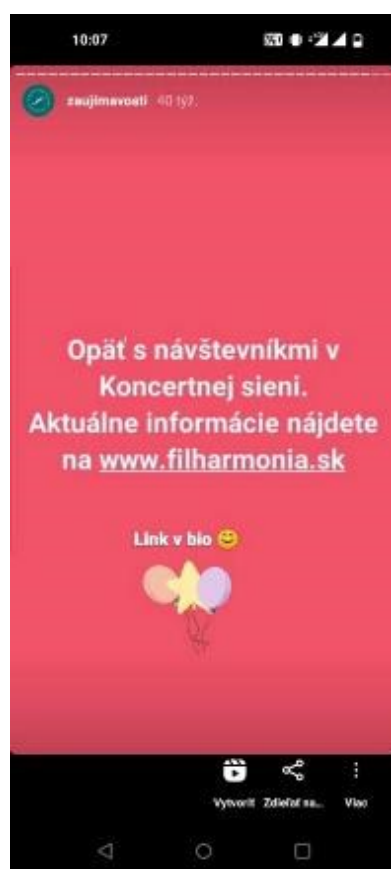 10:07
zaujimavosti 40 týž.
Opäť s návštevníkmi v
Koncertnej sieni.
Aktuálne informácie nájdete
na www.filharmonia.sk
Link v bio
Vytvoriť Zdieľať na... Viac